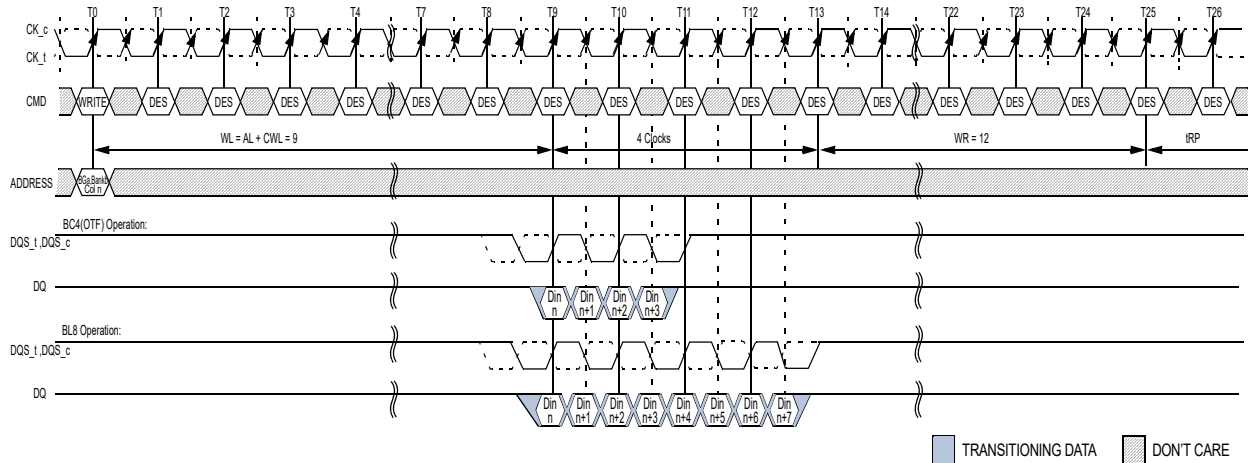 T0 T1 T2 T3 T4 T7 T8 T9 T10 T11 T12 T13 T14 T22 T23 T24 T25 T26
CK_c
CK_t
CMD WRITE DES DES DES DES DES DES DES DES DES DES DES DES DES DES DES DES DES
WL = AL + CWL = 9 4 Clocks WR = 12 tRP
ADDRESS BGa,Bankb
Col n
BC4(OTF) Operation:
DQS_t ,DQS_c
DQ Din n Din n+1 Din n+2 Din n+3
BL8 Operation:
DQS_t ,DQS_c
DQ Din n Din n+1 Din n+2 Din n+3 Din n+4 Din n+5 Din n+6 Din n+7
TRANSITIONING DATA DON'T CARE